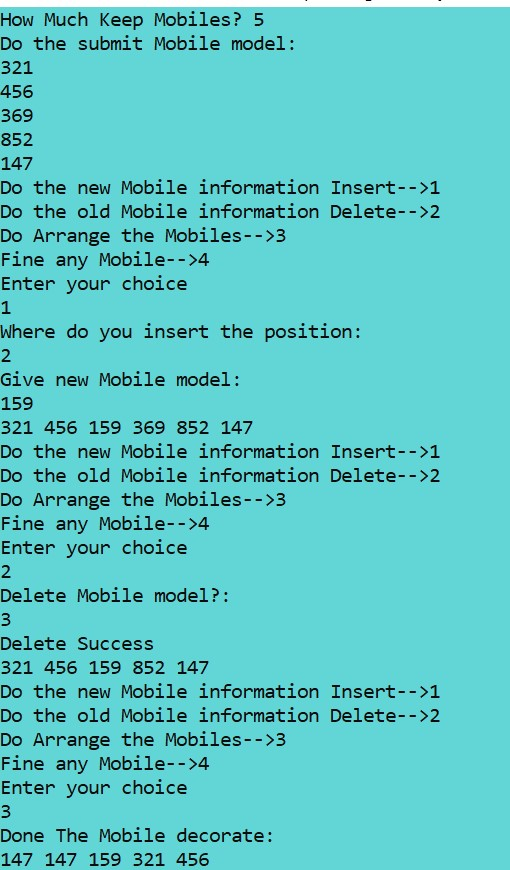 How Much Keep Mobiles? 5
Do the submit Mobile model:
321
456
369
852
147
Do the new Mobile information Insert-->1
Do the old Mobile information Delete-->2
Do Arrange the Mobiles-->3
Fine any Mobile-->4
Enter your choice
1
Where do you insert the position:
2
Give new Mobile model:
159
321 456 159 369 852 147
Do the new Mobile information Insert-->1
Do the old Mobile information Delete-->2
Do Arrange the Mobiles-->3
Fine any Mobile-->4
Enter your choice
2
Delete Mobile model?:
3
Delete Success
321 456 159 852 147
Do the new Mobile information Insert-->1
Do the old Mobile information Delete-->2
Do Arrange the Mobiles-->3
Fine any Mobile-->4
Enter your choice
3
Done The Mobile decorate:
147 147 159 321 456